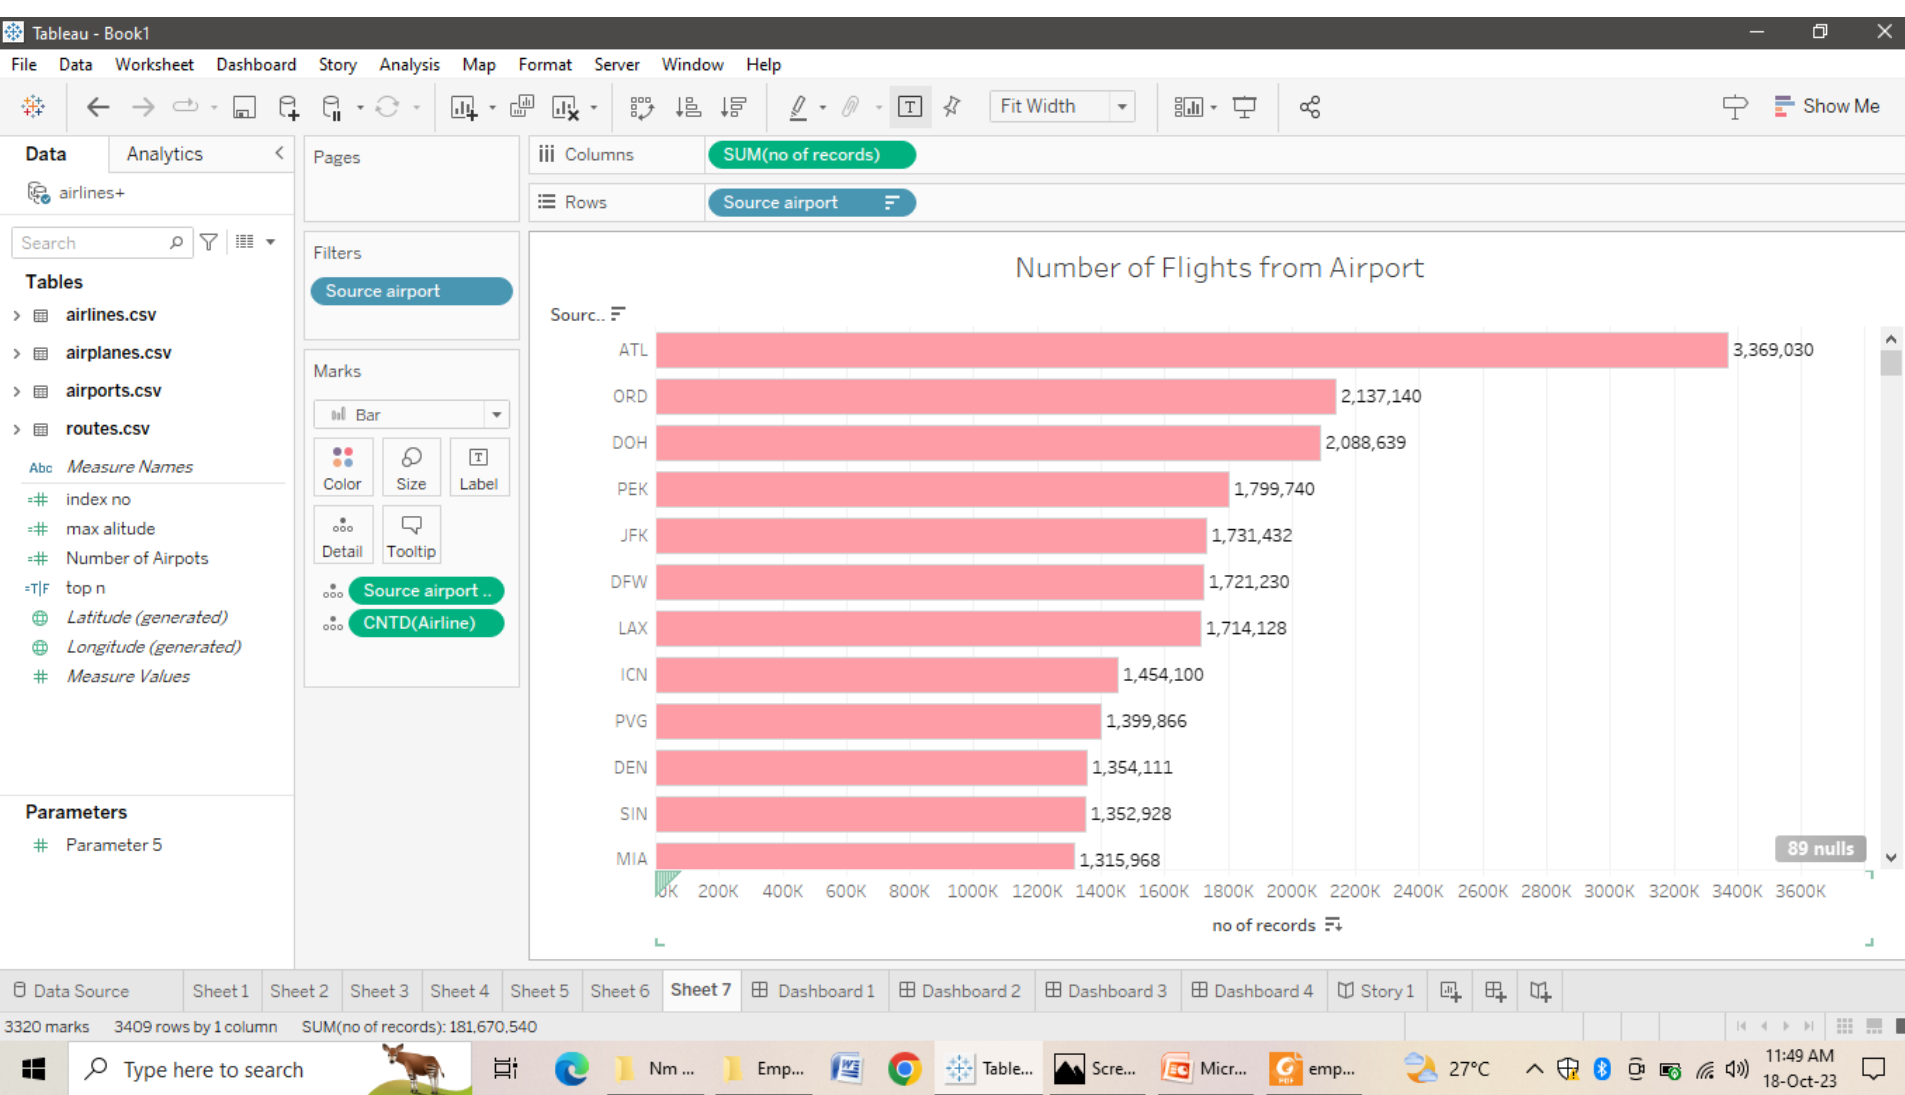 Tableau - Book1
File Data Worksheet Dashboard Story Analysis Map Format Server Window Help
Fit Width
Show Me
Data Analytics
airlines+
Search
Tables
airlines.csv
airplanes.csv
airports.csv
routes.csv
Abc Measure Names
=# index no
=# max alitude
=# Number of Airpots
=T|F top n
Latitude (generated)
Longitude (generated)
# Measure Values
Parameters
# Parameter 5
Pages
Filters
Source airport
Marks
Bar
Color Size Label
Detail Tooltip
Source airport ..
CNTD(Airline)
iii Columns SUM(no of records)
Rows Source airport
Number of Flights from Airport
Sourc..
ATL 3,369,030
ORD 2,137,140
DOH 2,088,639
PEK 1,799,740
JFK 1,731,432
DFW 1,721,230
LAX 1,714,128
ICN 1,454,100
PVG 1,399,866
DEN 1,354,111
SIN 1,352,928
MIA 1,315,968
89 nulls
0K 200K 400K 600K 800K 1000K 1200K 1400K 1600K 1800K 2000K 2200K 2400K 2600K 2800K 3000K 3200K 3400K 3600K
no of records
Data Source Sheet 1 Sheet 2 Sheet 3 Sheet 4 Sheet 5 Sheet 6 Sheet 7 Dashboard 1 Dashboard 2 Dashboard 3 Dashboard 4 Story 1
3320 marks 3409 rows by 1 column SUM(no of records): 181,670,540
Type here to search Nm ... Emp... Table... Scre... Micr... emp... 27°C 11:49 AM
18-Oct-23